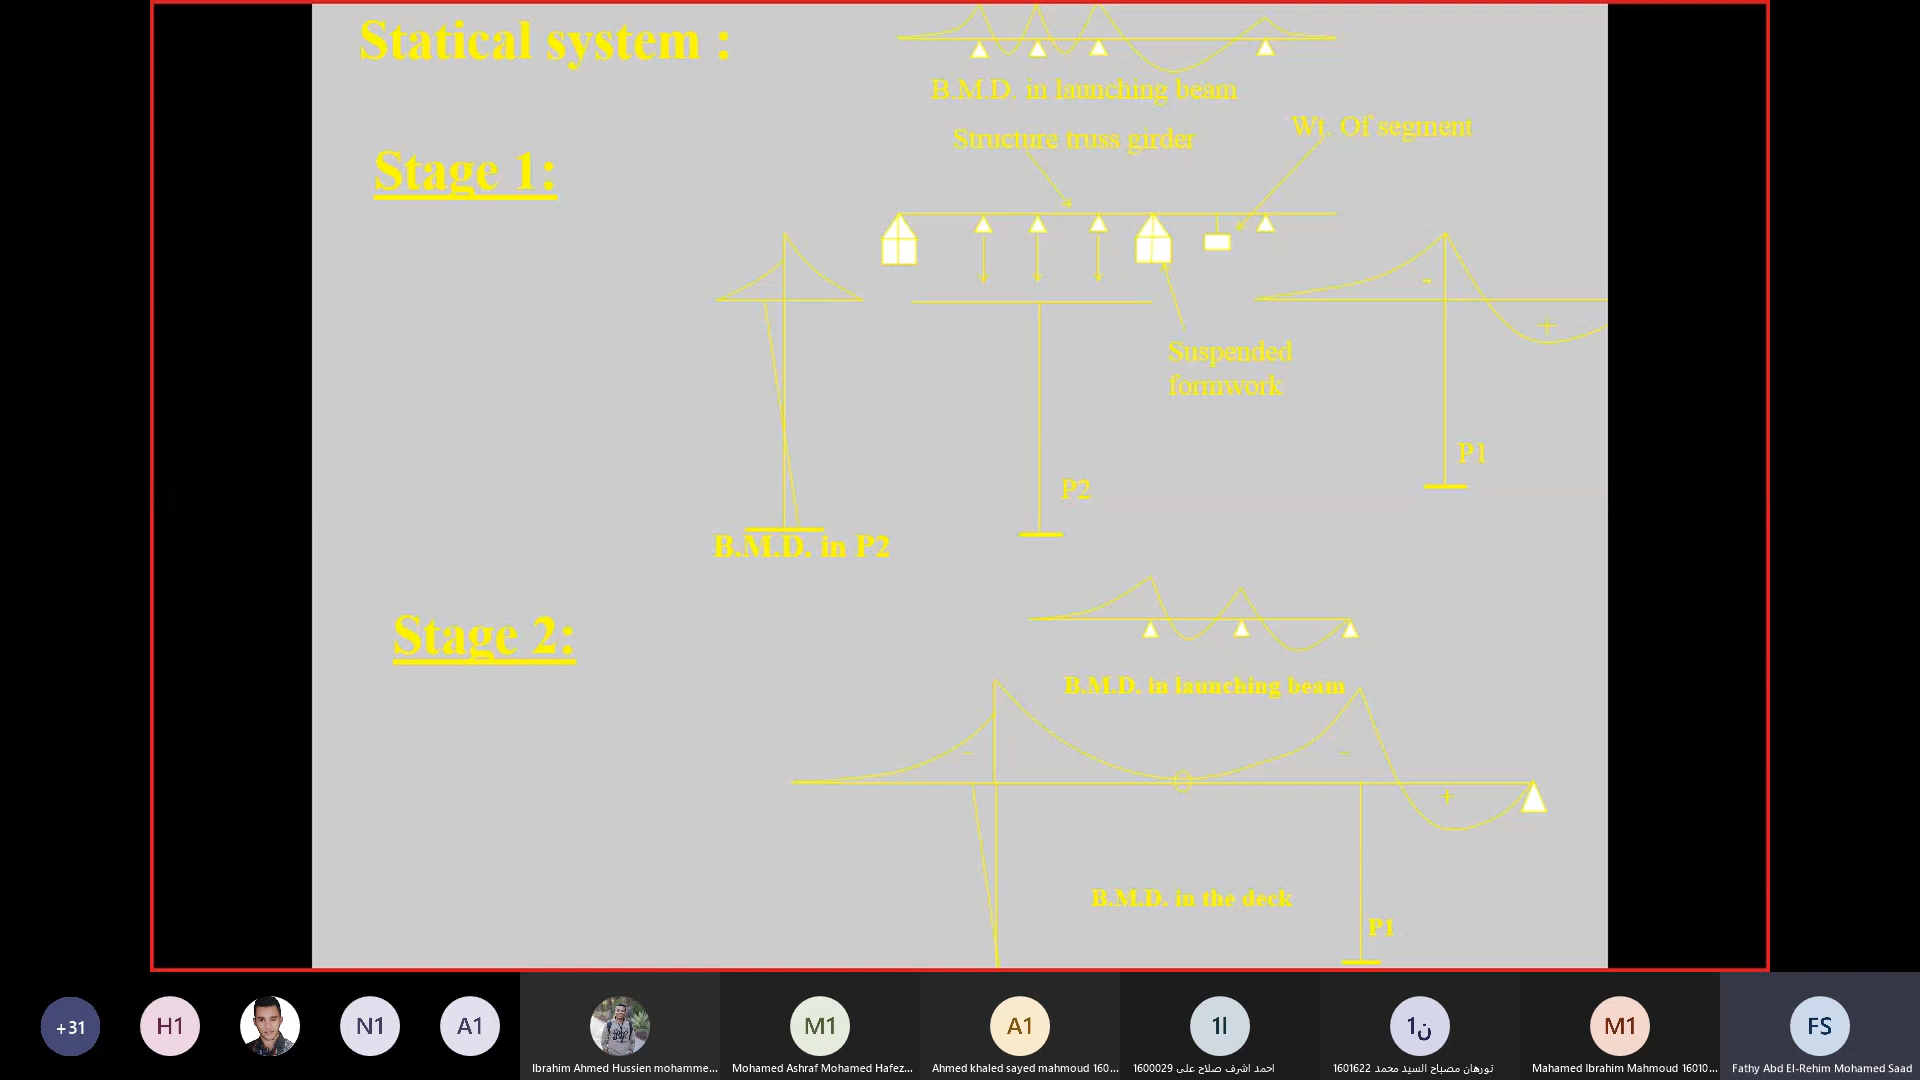 Statical system :
B.M.D. in launching beam
Structure truss girder
Wt. Of segment
Stage 1:
-
+
Suspended
formwork
P1
P2
B.M.D. in P2
Stage 2:
B.M.D. in launching beam
-
-
+
B.M.D. in the deck
P1
+31
H1
N1
A1
Ibrahim Ahmed Hussien mohamme...
M1
Mohamed Ashraf Mohamed Hafez...
A1
Ahmed khaled sayed mahmoud 160...
ا1
احمد اشرف صلاح على 1600029
ن1
نورهان مصباح السيد محمد 1601622
M1
Mahamed Ibrahim Mahmoud 16010...
FS
Fathy Abd El-Rehim Mohamed Saad